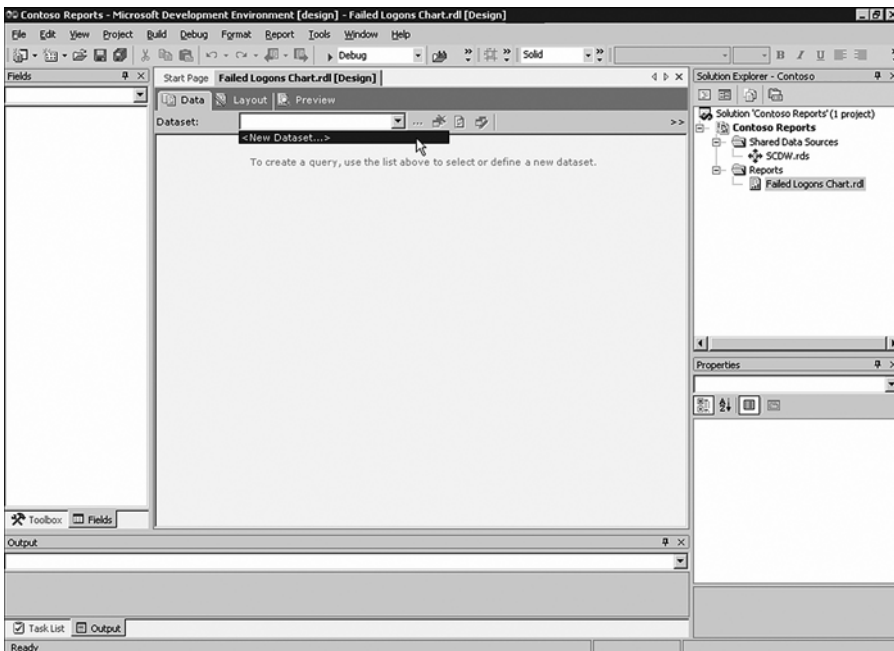 Contoso Reports - Microsoft Development Environment [design] - Failed Logons Chart.rdl [Design]
File Edit View Project Build Debug Format Report Tools Window Help
Debug
Solid
B I U
Fields
Start Page Failed Logons Chart.rdl [Design]
Data Layout Preview
Dataset:
...
>>
<New Dataset...>
To create a query, use the list above to select or define a new dataset.
Toolbox Fields
Solution Explorer - Contoso
Solution 'Contoso Reports' (1 project)
Contoso Reports
Shared Data Sources
SCDW.rds
Reports
Failed Logons Chart.rdl
Properties
Output
Task List Output
Ready